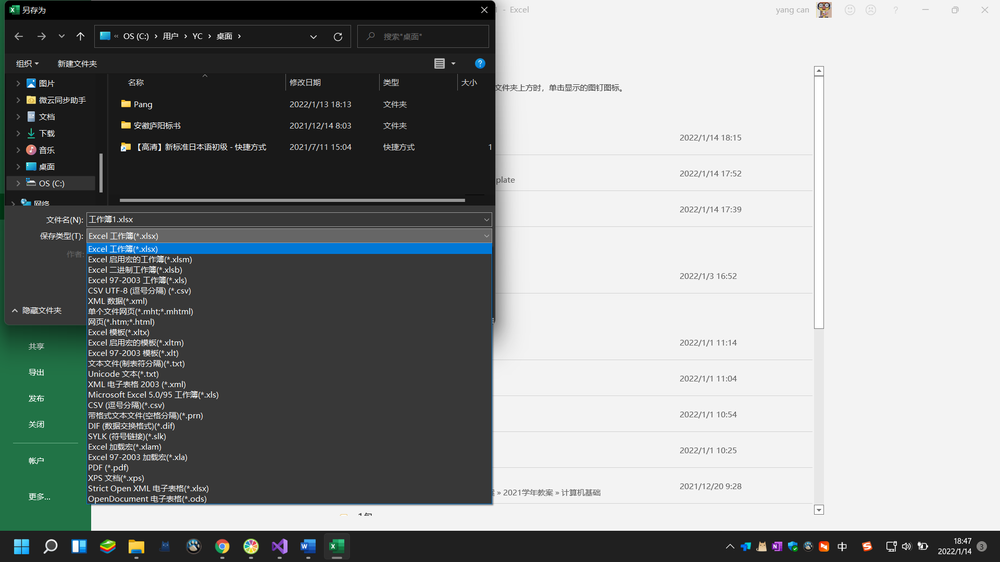 另存为
- Excel
yang can
« OS (C:) › 用户 › YC › 桌面 ›
搜索"桌面"
组织
新建文件夹
名称
修改日期
类型
大小
图片
微云同步助手
文档
下载
音乐
桌面
OS (C:)
网络
Pang
2022/1/13 18:13
文件夹
安徽庐阳标书
2021/12/14 8:03
文件夹
【高清】新标准日本语初级 - 快捷方式
2021/7/11 15:04
快捷方式
1
文件名(N):
工作簿1.xlsx
保存类型(T):
Excel 工作簿(*.xlsx)
作者:
Excel 工作簿(*.xlsx)
Excel 启用宏的工作簿(*.xlsm)
Excel 二进制工作簿(*.xlsb)
Excel 97-2003 工作簿(*.xls)
CSV UTF-8 (逗号分隔) (*.csv)
XML 数据(*.xml)
单个文件网页(*.mht;*.mhtml)
网页(*.htm;*.html)
Excel 模板(*.xltx)
Excel 启用宏的模板(*.xltm)
Excel 97-2003 模板(*.xlt)
文本文件(制表符分隔)(*.txt)
Unicode 文本(*.txt)
XML 电子表格 2003 (*.xml)
Microsoft Excel 5.0/95 工作簿(*.xls)
CSV (逗号分隔)(*.csv)
带格式文本文件(空格分隔)(*.prn)
DIF (数据交换格式)(*.dif)
SYLK (符号链接)(*.slk)
Excel 加载宏(*.xlam)
Excel 97-2003 加载宏(*.xla)
PDF (*.pdf)
XPS 文档(*.xps)
Strict Open XML 电子表格(*.xlsx)
OpenDocument 电子表格(*.ods)
隐藏文件夹
共享
导出
发布
关闭
帐户
更多...
文件夹上方时，单击显示的图钉图标。
2022/1/14 18:15
2022/1/14 17:52
plate
2022/1/14 17:39
2022/1/3 16:52
2022/1/1 11:14
2022/1/1 11:04
2022/1/1 10:54
2022/1/1 10:25
2021/12/20 9:28
» 2021学年教案 » 计算机基础
中
18:47
2022/1/14
3